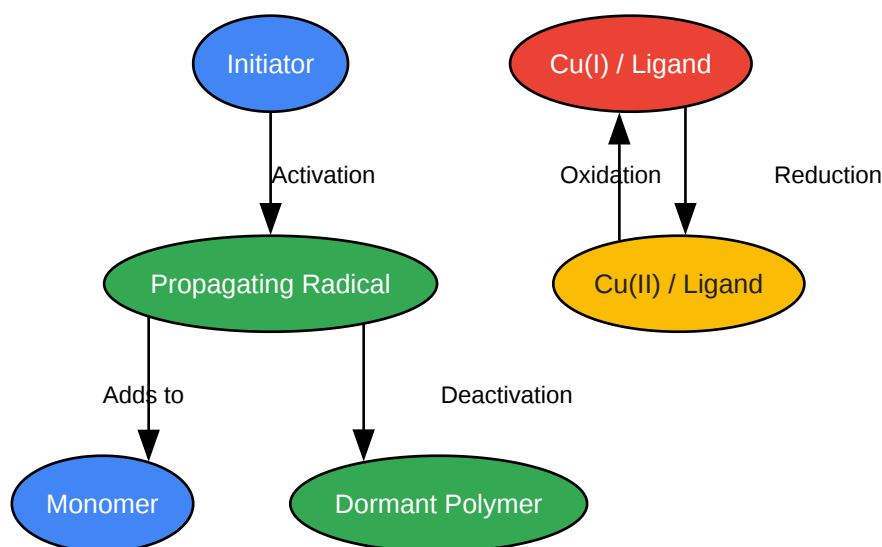 Initiator
Cu(I) / Ligand
Activation
Oxidation
Reduction
Propagating Radical
Cu(II) / Ligand
Adds to
Deactivation
Monomer
Dormant Polymer